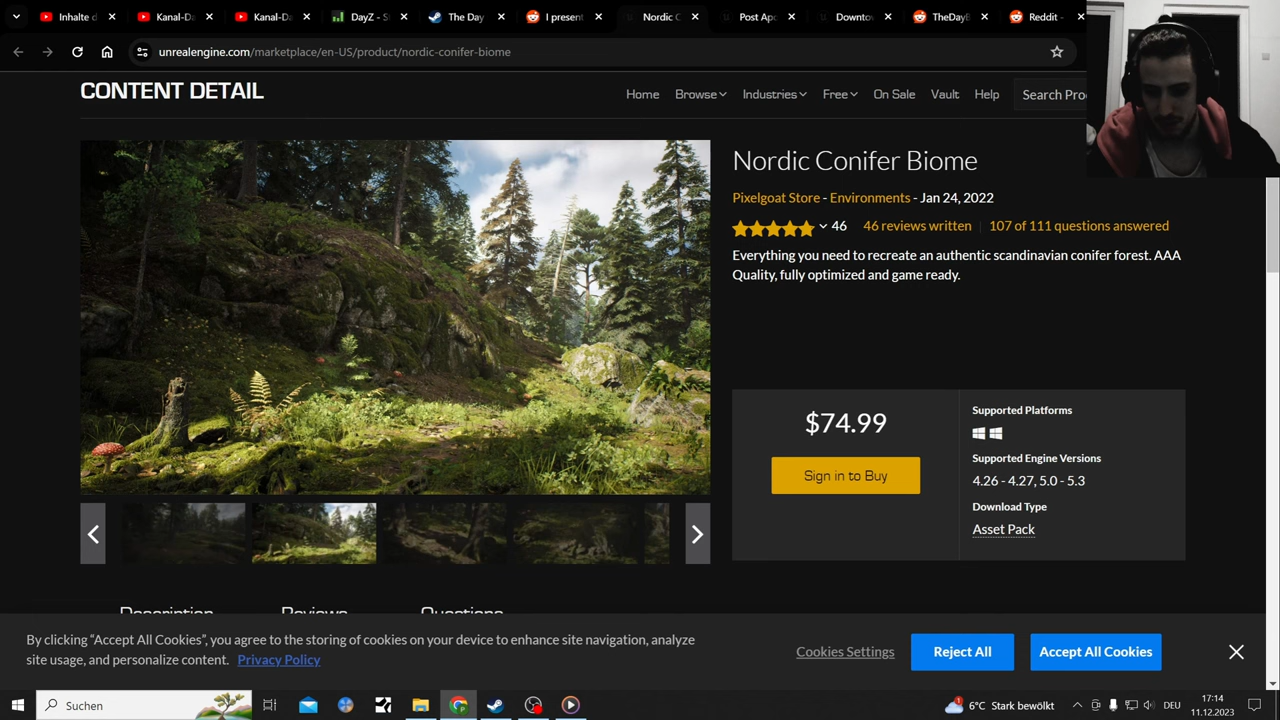 Inhalte d
Kanal-Da
Kanal-Da
DayZ - S
The Day
I present
Nordic C
Post Apo
Downto
TheDayB
Reddit -
unrealengine.com/marketplace/en-US/product/nordic-conifer-biome
CONTENT DETAIL
Home
Browse
Industries
Free
On Sale
Vault
Help
Search Pro
Nordic Conifer Biome
Pixelgoat Store - Environments - Jan 24, 2022
46 46 reviews written 107 of 111 questions answered
Everything you need to recreate an authentic scandinavian conifer forest. AAA
Quality, fully optimized and game ready.
$74.99
Sign in to Buy
Supported Platforms
Supported Engine Versions
4.26 - 4.27, 5.0 - 5.3
Download Type
Asset Pack
Description
Reviews
Questions
By clicking “Accept All Cookies”, you agree to the storing of cookies on your device to enhance site navigation, analyze
site usage, and personalize content. Privacy Policy
Cookies Settings
Reject All
Accept All Cookies
Suchen
6°C Stark bewölkt
DEU
17:14
11.12.2023